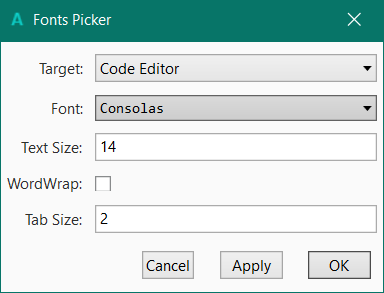 A Fonts Picker
Target: Code Editor
Font: Consolas
Text Size: 14
WordWrap:
Tab Size: 2
Cancel Apply OK